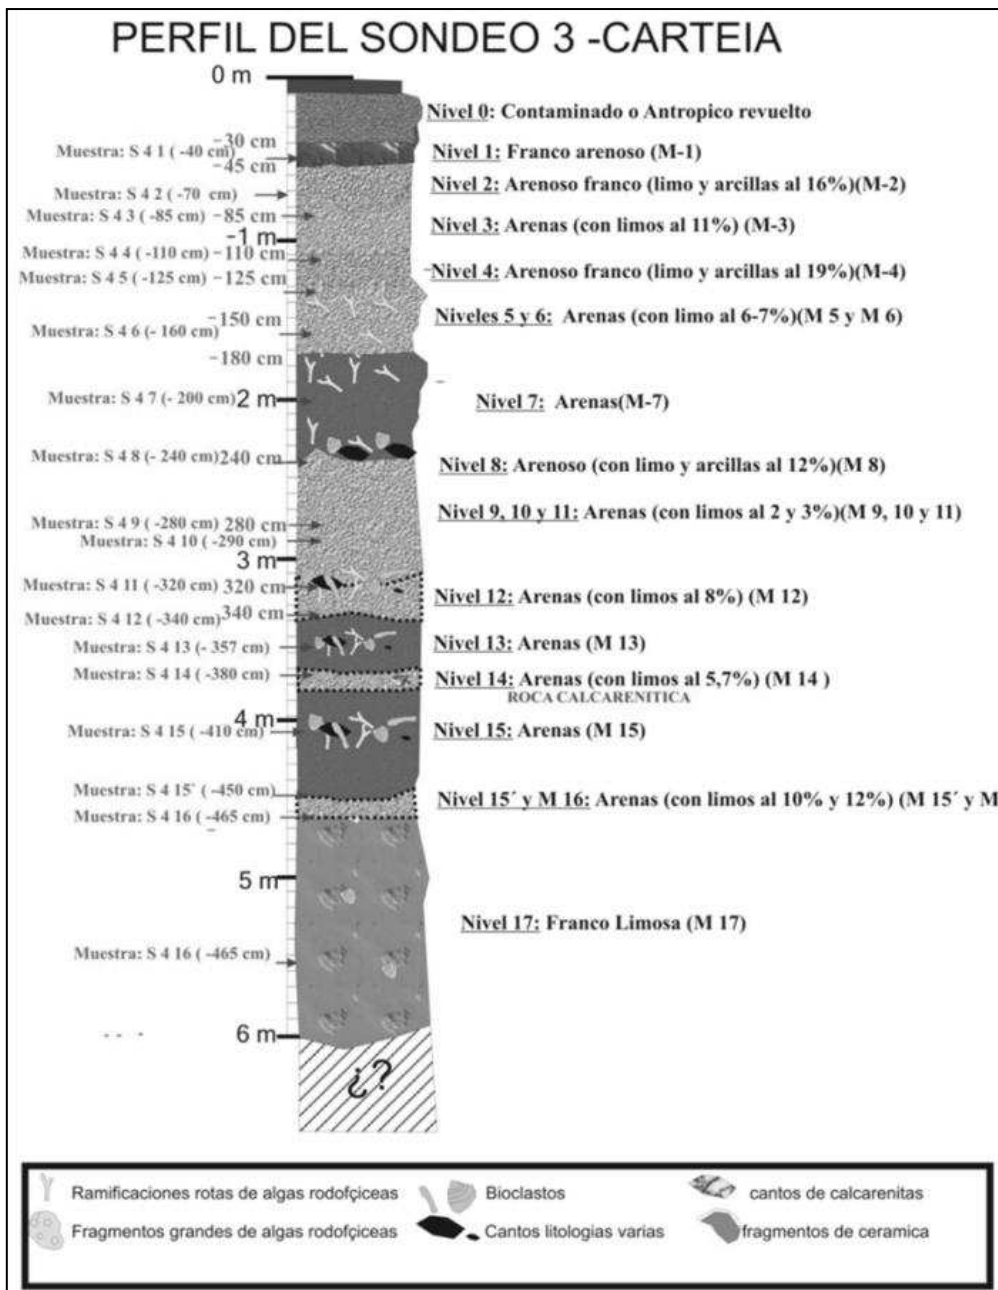 PERFIL DEL SONDEO 3 -CARTEIA
0 m
Nivel 0: Contaminado o Antropico revuelto
−30 cm
Muestra: S 4 1 ( -40 cm)
Nivel 1: Franco arenoso (M-1)
−45 cm
Nivel 2: Arenoso franco (limo y arcillas al 16%)(M-2)
Muestra: S 4 2 ( -70 cm)
Muestra: S 4 3 ( -85 cm) −85 cm
Nivel 3: Arenas (con limos al 11%) (M-3)
-1 m
Muestra: S 4 4 ( -110 cm) −110 cm
Nivel 4: Arenoso franco (limo y arcillas al 19%)(M-4)
Muestra: S 4 5 ( -125 cm) −125 cm
−150 cm
Niveles 5 y 6: Arenas (con limo al 6-7%)(M 5 y M 6)
Muestra: S 4 6 (- 160 cm)
−180 cm
Muestra: S 4 7 (- 200 cm) 2 m
Nivel 7: Arenas(M-7)
Muestra: S 4 8 (- 240 cm) 240 cm
Nivel 8: Arenoso (con limo y arcillas al 12%)(M 8)
Nivel 9, 10 y 11: Arenas (con limos al 2 y 3%)(M 9, 10 y 11)
Muestra: S 4 9 ( -280 cm) 280 cm
Muestra: S 4 10 ( -290 cm)
3 m
Muestra: S 4 11 ( -320 cm) 320 cm
Nivel 12: Arenas (con limos al 8%) (M 12)
Muestra: S 4 12 ( -340 cm) 340 cm
Muestra: S 4 13 (- 357 cm)
Nivel 13: Arenas (M 13)
Muestra: S 4 14 ( -380 cm)
Nivel 14: Arenas (con limos al 5,7%) (M 14 )
ROCA CALCARENITICA
4 m
Muestra: S 4 15 ( -410 cm)
Nivel 15: Arenas (M 15)
Muestra: S 4 15´ ( -450 cm)
Nivel 15´ y M 16: Arenas (con limos al 10% y 12%) (M 15´ y M
Muestra: S 4 16 ( -465 cm)
5 m
Nivel 17: Franco Limosa (M 17)
Muestra: S 4 16 ( -465 cm)
6 m
¿?
Ramificaciones rotas de algas rodofçiceas
Bioclastos
cantos de calcarenitas
Fragmentos grandes de algas rodofçiceas
Cantos litologias varias
fragmentos de ceramica